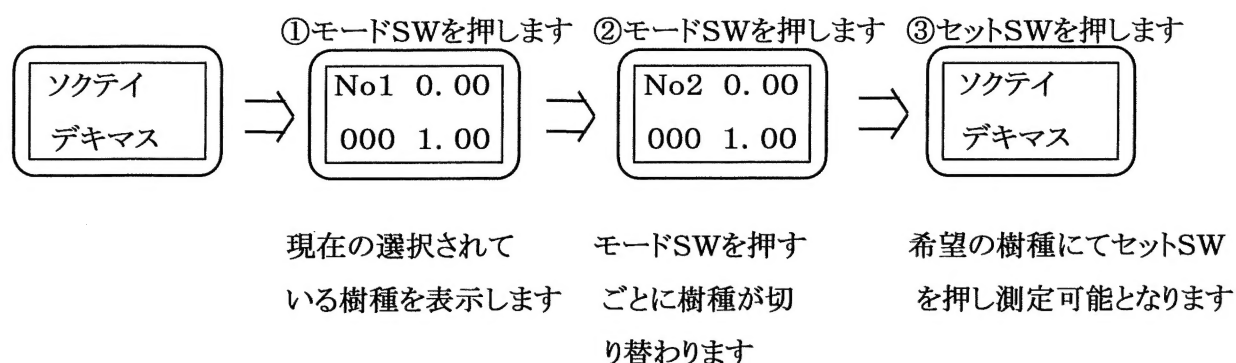 ①モードSWを押します ②モードSWを押します ③セットSWを押します
ソクテイ
デキマス
No1 0.00
000 1.00
No2 0.00
000 1.00
ソクテイ
デキマス
現在の選択されて
いる樹種を表示します
モードSWを押す
ごとに樹種が切
り替わります
希望の樹種にてセットSW
を押し測定可能となります